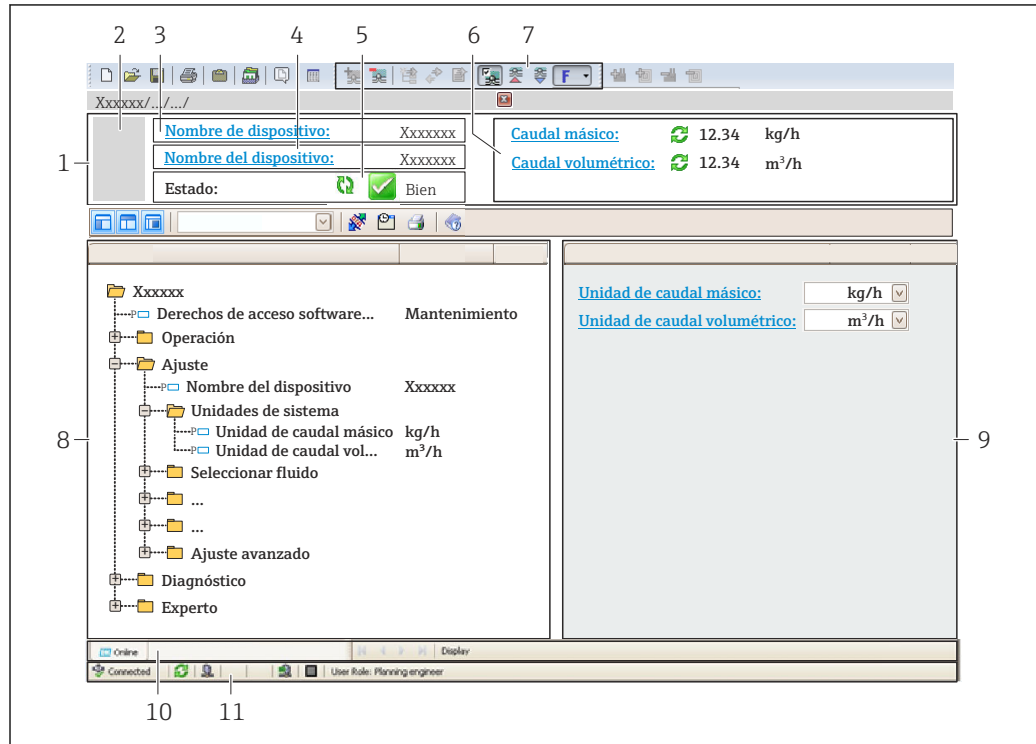 2 3 4 5 6 7
F
Xxxxxx/.../.../
1
Nombre de dispositivo: Xxxxxxx
Nombre del dispositivo: Xxxxxxx
Estado: Bien
Caudal másico: 12.34 kg/h
Caudal volumétrico: 12.34 m³/h
Xxxxxx
Derechos de acceso software... Mantenimiento
Operación
Ajuste
Nombre del dispositivo Xxxxxx
Unidades de sistema
Unidad de caudal másico kg/h
Unidad de caudal vol... m³/h
Seleccionar fluido
...
...
Ajuste avanzado
Diagnóstico
Experto
8
Unidad de caudal másico: kg/h
Unidad de caudal volumétrico: m³/h
9
Online Display
Connected User Role: Planning engineer
10 11